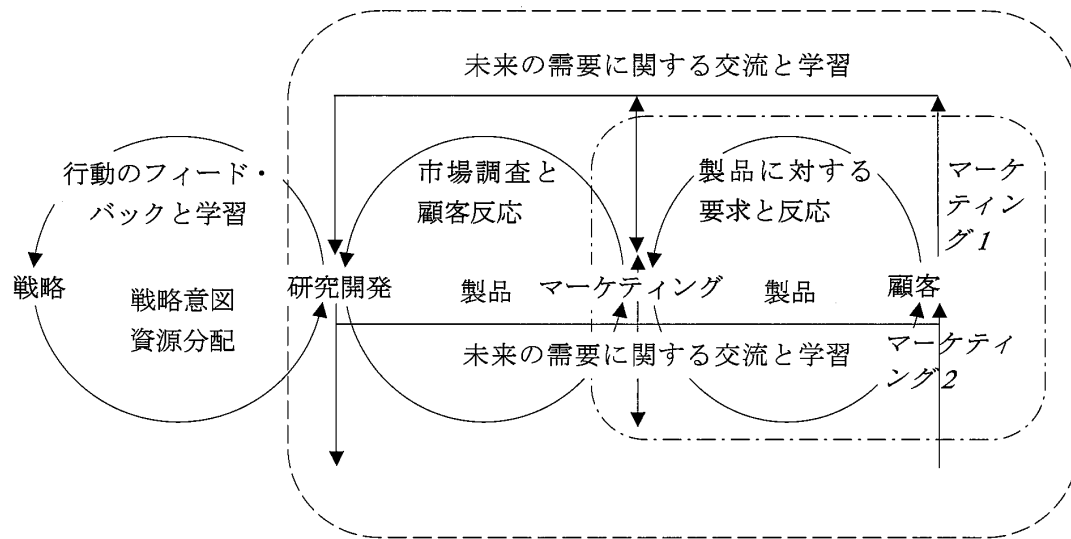 未来の需要に関する交流と学習
行動のフィード・
バックと学習
市場調査と
顧客反応
製品に対する
要求と反応
マーケ
ティン
グ1
戦略
戦略意図
資源分配
研究開発
製品
マーケティング
製品
顧客
未来の需要に関する交流と学習
マーケティ
ング2